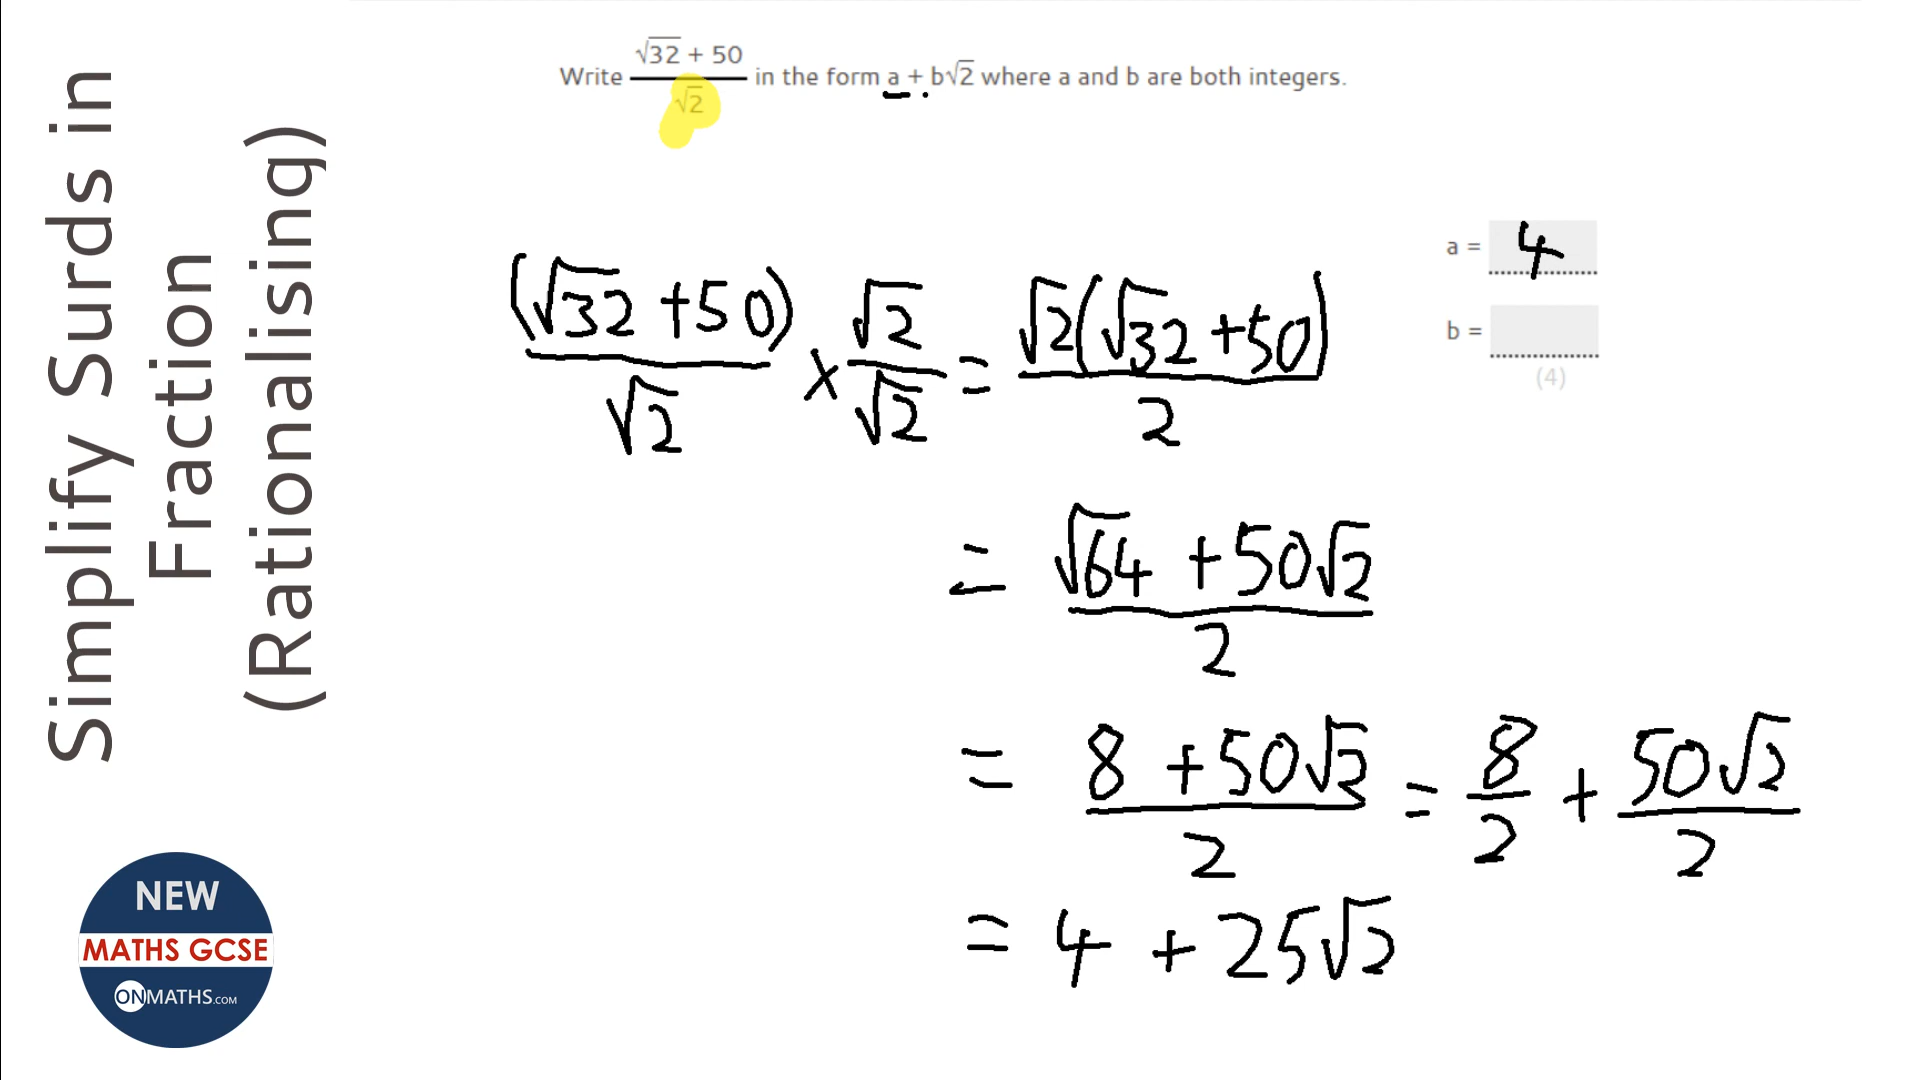 Simplify Surds in
Fraction
(Rationalising)
Write (√32 + 50)/√2 in the form a + b√2 where a and b are both integers.
a = 4
b =
(4)
(√32 + 50)/√2 × √2/√2 = √2(√32 + 50)/2
= (√64 + 50√2)/2
= (8 + 50√2)/2 = 8/2 + 50√2/2
= 4 + 25√2
NEW
MATHS GCSE
ONMATHS.COM